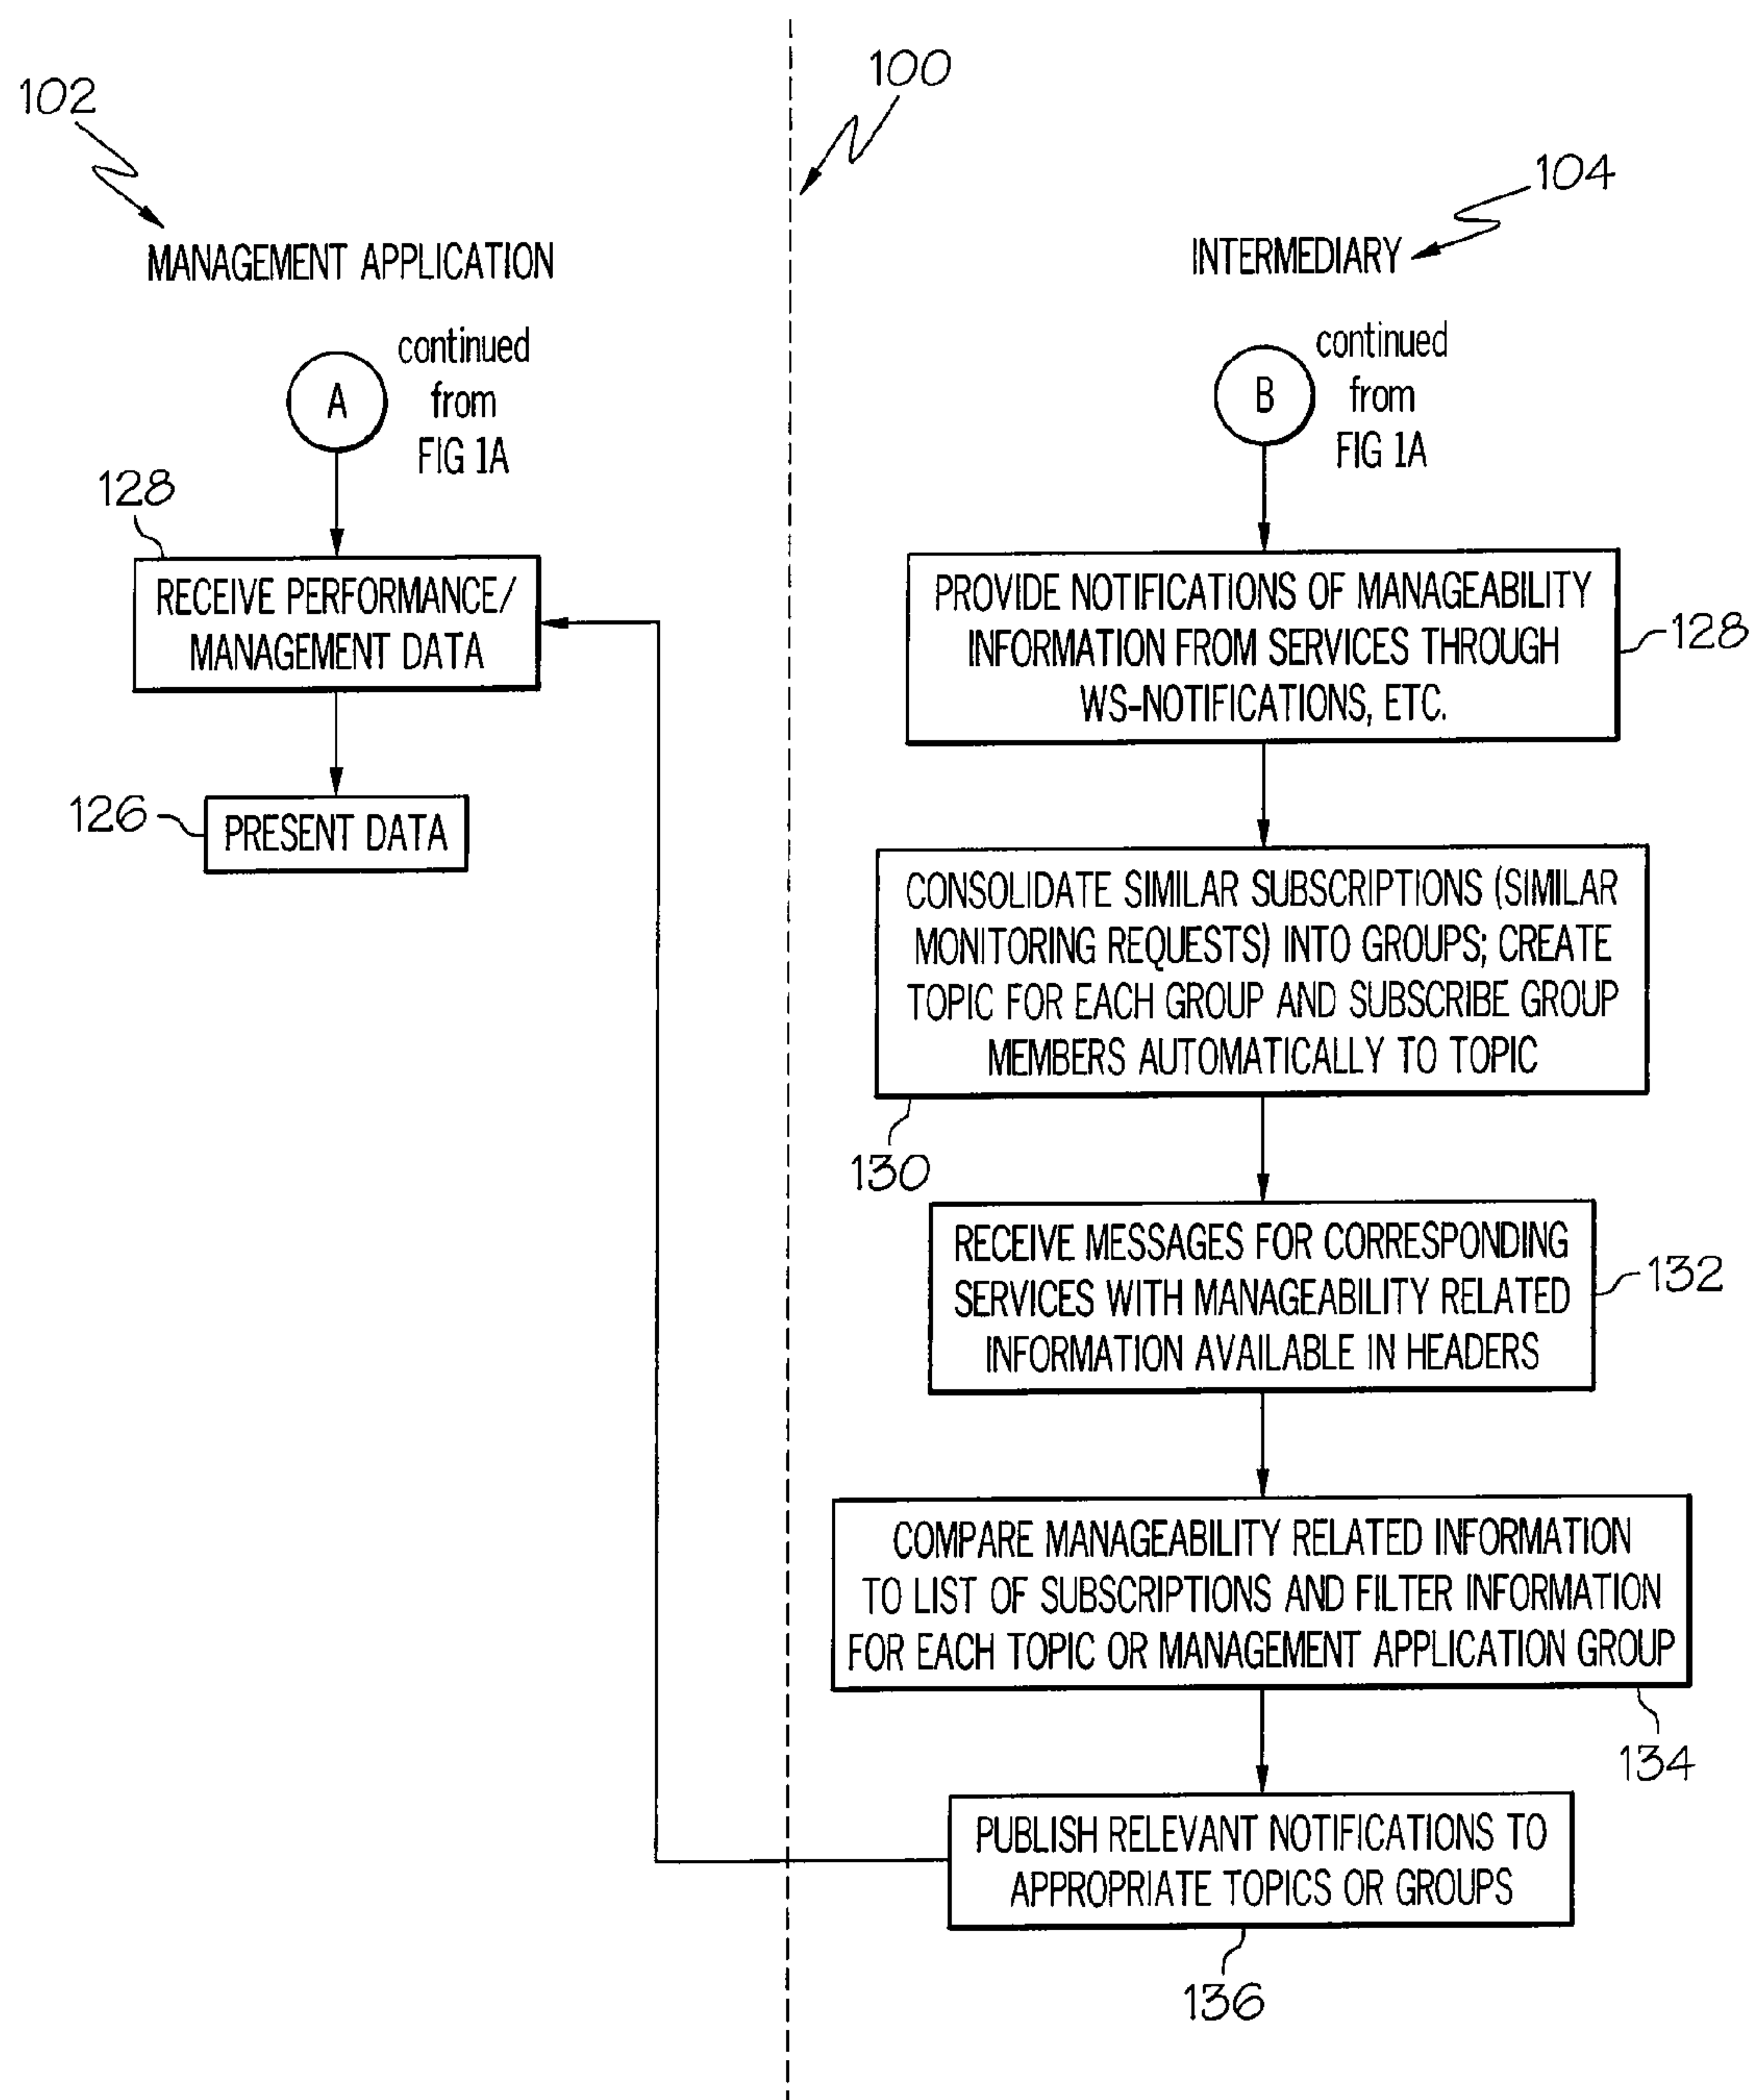 100
102
MANAGEMENT APPLICATION
A
continued
from
FIG 1A
128
RECEIVE PERFORMANCE/
MANAGEMENT DATA
126
PRESENT DATA
104
INTERMEDIARY
B
continued
from
FIG 1A
PROVIDE NOTIFICATIONS OF MANAGEABILITY
INFORMATION FROM SERVICES THROUGH
WS-NOTIFICATIONS, ETC.
128
CONSOLIDATE SIMILAR SUBSCRIPTIONS (SIMILAR
MONITORING REQUESTS) INTO GROUPS; CREATE
TOPIC FOR EACH GROUP AND SUBSCRIBE GROUP
MEMBERS AUTOMATICALLY TO TOPIC
130
RECEIVE MESSAGES FOR CORRESPONDING
SERVICES WITH MANAGEABILITY RELATED
INFORMATION AVAILABLE IN HEADERS
132
COMPARE MANAGEABILITY RELATED INFORMATION
TO LIST OF SUBSCRIPTIONS AND FILTER INFORMATION
FOR EACH TOPIC OR MANAGEMENT APPLICATION GROUP
134
PUBLISH RELEVANT NOTIFICATIONS TO
APPROPRIATE TOPICS OR GROUPS
136